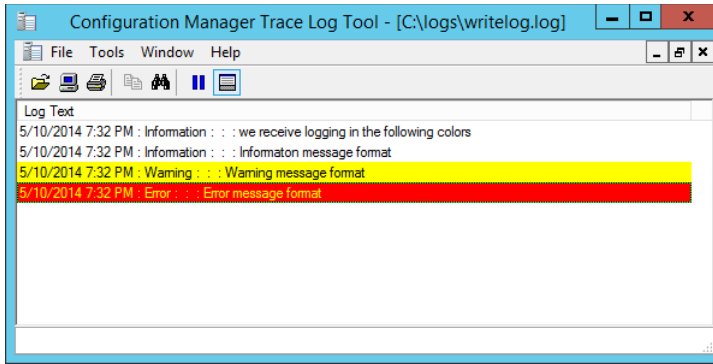 Configuration Manager Trace Log Tool - [C:\logs\writelog.log]
File Tools Window Help
Log Text
5/10/2014 7:32 PM : Information : : : we receive logging in the following colors
5/10/2014 7:32 PM : Information : : : Informaton message format
5/10/2014 7:32 PM : Warning : : : Warning message format
5/10/2014 7:32 PM : Error : : : Error message format